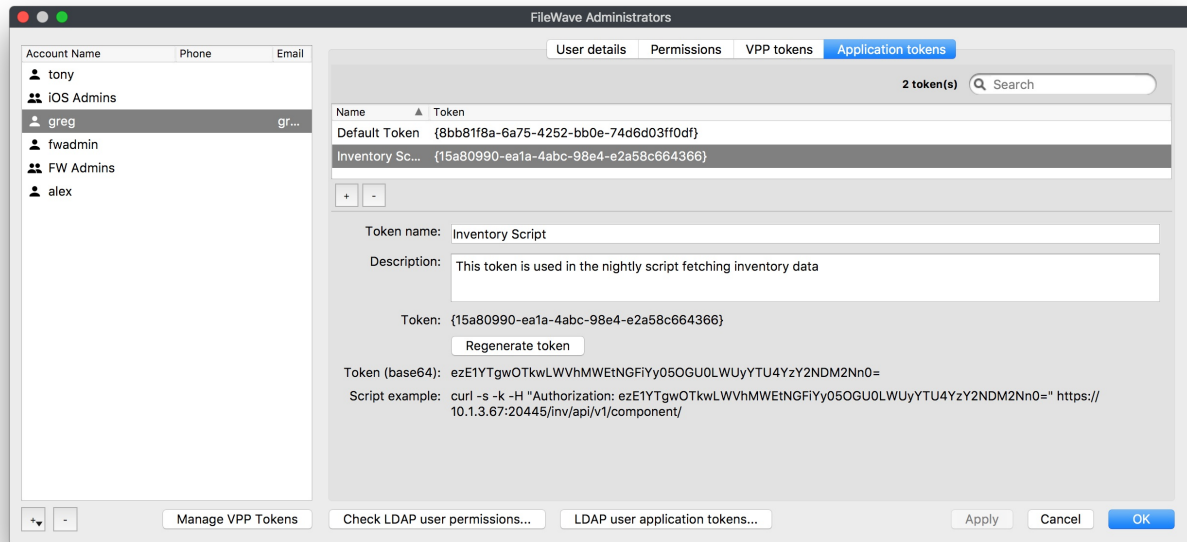 FileWave Administrators
Account Name Phone Email
tony
iOS Admins
greg gr...
fwadmin
FW Admins
alex
User details Permissions VPP tokens Application tokens
2 token(s) Search
Name Token
Default Token {8bb81f8a-6a75-4252-bb0e-74d6d03ff0df}
Inventory Sc... {15a80990-ea1a-4abc-98e4-e2a58c664366}
+ -
Token name: Inventory Script
Description: This token is used in the nightly script fetching inventory data
Token: {15a80990-ea1a-4abc-98e4-e2a58c664366}
Regenerate token
Token (base64): ezE1YTgwOTkwLWVhMWEtNGFiYy05OGU0LWUyYTU4YzY2NDM2Nn0=
Script example: curl -s -k -H "Authorization: ezE1YTgwOTkwLWVhMWEtNGFiYy05OGU0LWUyYTU4YzY2NDM2Nn0=" https://
10.1.3.67:20445/inv/api/v1/component/
+ - Manage VPP Tokens Check LDAP user permissions... LDAP user application tokens... Apply Cancel OK